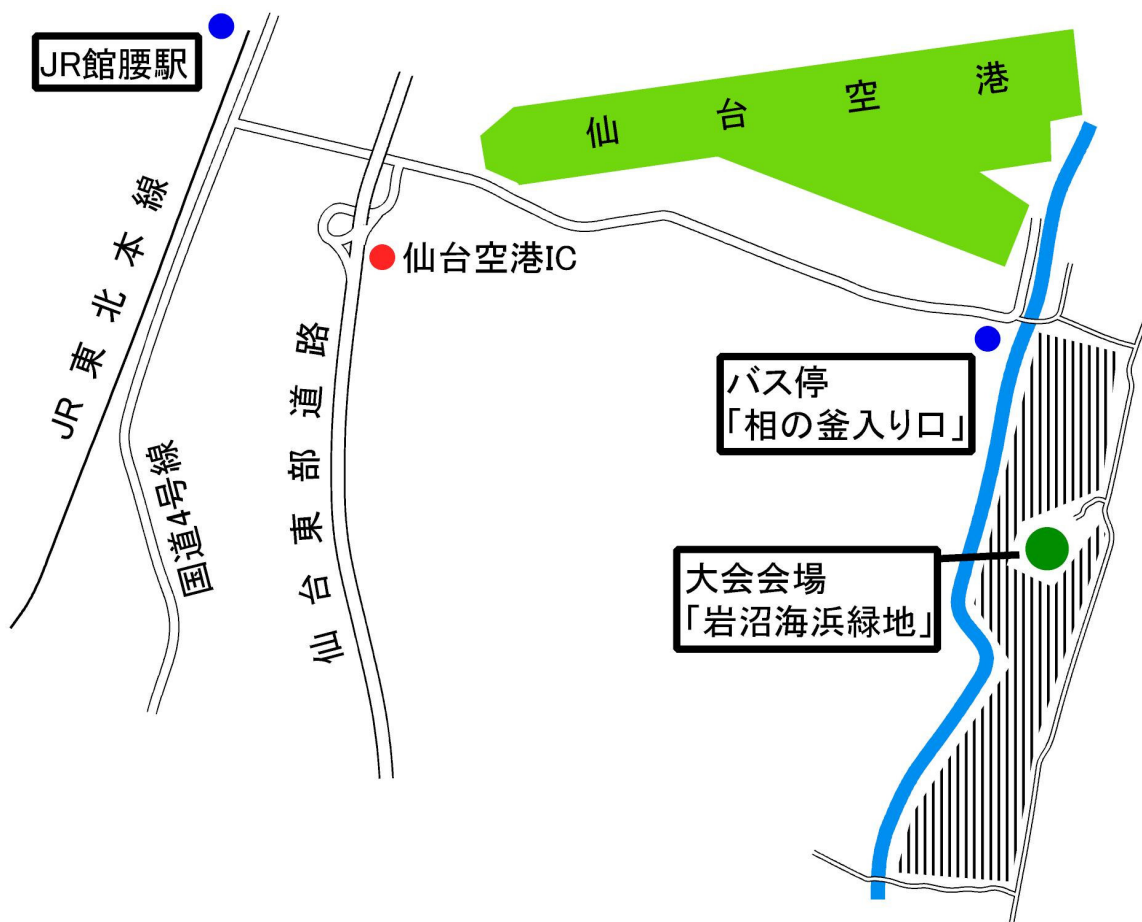 JR館腰駅
仙台空港
JR東北本線
仙台空港IC
仙台東部道路
国道4号線
バス停
「相の釜入り口」
大会会場
「岩沼海浜緑地」